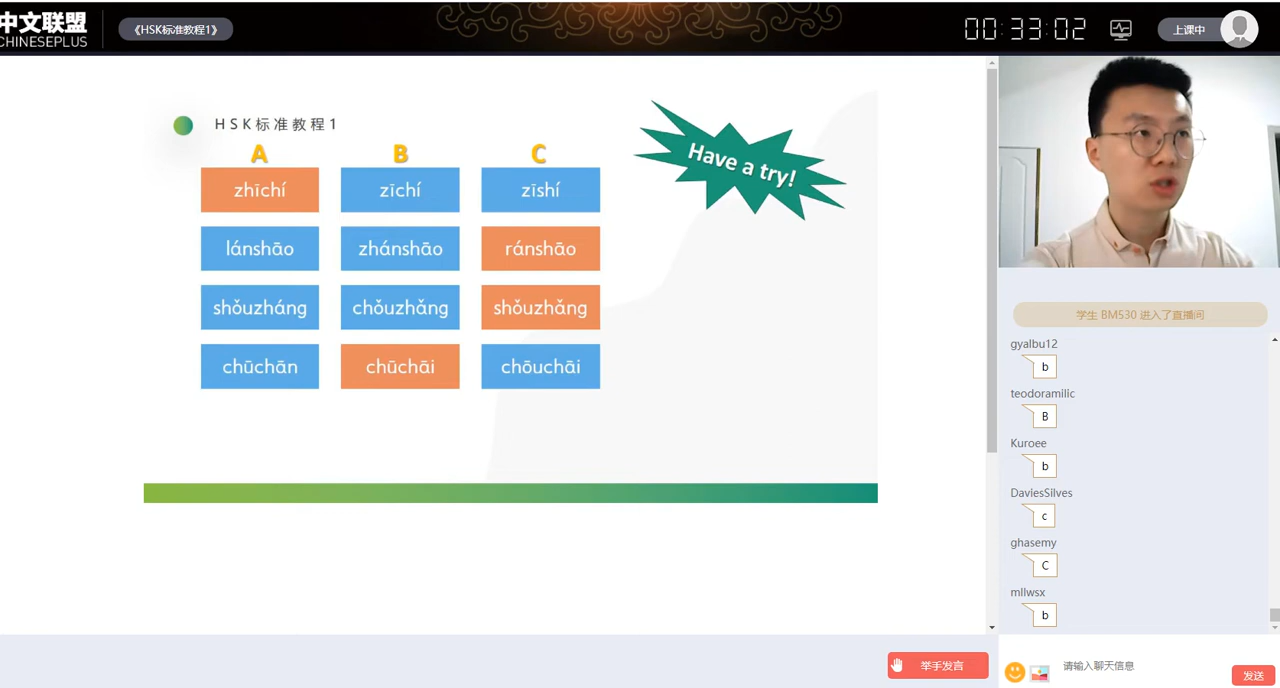 中文联盟
CHINESEPLUS
《HSK标准教程1》
00:33:02
上课中
HSK标准教程1
Have a try!
A B C
zhīchí zīchí zīshí
lánshāo zhánshāo ránshāo
shǒuzháng chǒuzhǎng shǒuzhǎng
chūchān chūchāi chōuchāi
学生 BM530 进入了直播间
gyalbu12
b
teodoramilic
B
Kuroee
b
DaviesSilves
c
ghasemy
C
mllwsx
b
举手发言
请输入聊天信息
发送